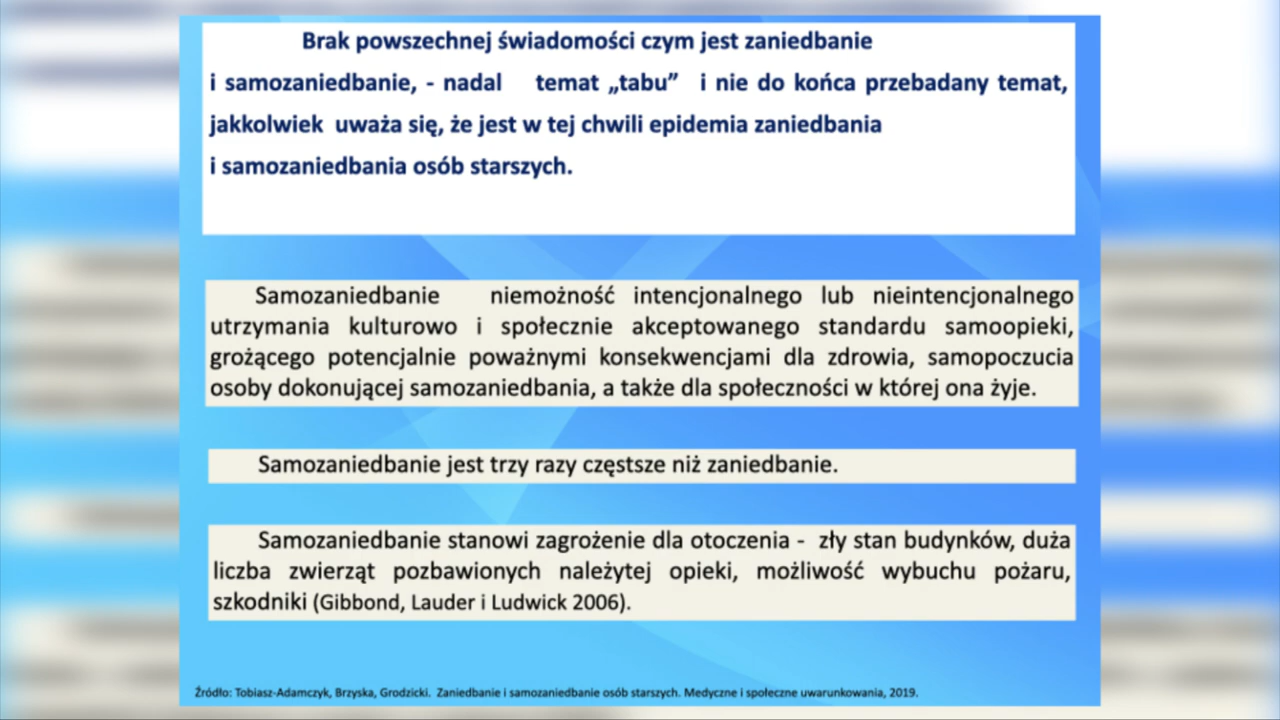 Brak powszechnej świadomości czym jest zaniedbanie
i samozaniedbanie, - nadal temat „tabu” i nie do końca przebadany temat,
jakkolwiek uważa się, że jest w tej chwili epidemia zaniedbania
i samozaniedbania osób starszych.
Samozaniedbanie niemożność intencjonalnego lub nieintencjonalnego
utrzymania kulturowo i społecznie akceptowanego standardu samoopieki,
grożącego potencjalnie poważnymi konsekwencjami dla zdrowia, samopoczucia
osoby dokonującej samozaniedbania, a także dla społeczności w której ona żyje.
Samozaniedbanie jest trzy razy częstsze niż zaniedbanie.
Samozaniedbanie stanowi zagrożenie dla otoczenia - zły stan budynków, duża
liczba zwierząt pozbawionych należytej opieki, możliwość wybuchu pożaru,
szkodniki (Gibbond, Lauder i Ludwick 2006).
Źródło: Tobiasz-Adamczyk, Brzyska, Grodzicki. Zaniedbanie i samozaniedbanie osób starszych. Medyczne i społeczne uwarunkowania, 2019.